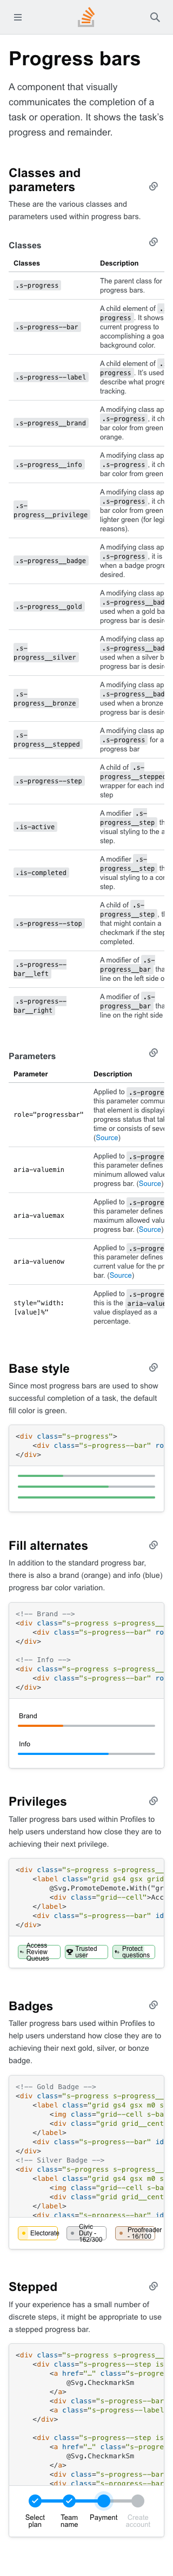 Progress bars
A component that visually
communicates the completion of a
task or operation. It shows the task's
progress and remainder.
Classes and
parameters
These are the various classes and
parameters used within progress bars.
Classes
Classes Description
.s-progress The parent class for
progress bars.
.s-progress--bar A child element of .
progress . It's shows
current progress to
accomplishing a goa
background color.
.s-progress--label A child element of .
progress . It's used
describe what progre
tracking.
.s-progress__brand A modifying class ap
.s-progress , it ch
bar color from green
orange.
.s-progress__info A modifying class ap
.s-progress , it ch
bar color from green
.s-
progress__privilege A modifying class ap
.s-progress , it ch
bar color from green
lighter green (for legi
reasons).
.s-progress__badge A modifying class ap
.s-progress , it is
when a badge progre
desired.
.s-progress__gold A modifying class ap
.s-progress__bad
used when a gold ba
progress bar is desir
.s-
progress__silver A modifying class ap
.s-progress__bad
used when a silver b
progress bar is desir
.s-
progress__bronze A modifying class ap
.s-progress__bad
used when a bronze
progress bar is desir
.s-
progress__stepped A modifying class ap
.s-progress for a
progress bar
.s-progress--step A child of .s-
progress__stepped
wrapper for each ind
step
.is-active A modifier .s-
progress__step th
visual styling to the a
step.
.is-completed A modifier .s-
progress__step th
visual styling to a cor
step.
.s-progress--stop A child of .s-
progress__step , t
that might contain a
checkmark if the step
completed.
.s-progress--
bar__left A modifier of .s-
progress__bar tha
line on the left side o
.s-progress--
bar__right A modifier of .s-
progress__bar tha
line on the right side
Parameters
Parameter Description
role="progressbar" Applied to .s-progre
this parameter commu
that element is displayi
progress status that tal
time or consists of seve
(Source)
aria-valuemin Applied to .s-progre
this parameter defines
minimum allowed value
progress bar. (Source)
aria-valuemax Applied to .s-progre
this parameter defines
maximum allowed valu
progress bar. (Source)
aria-valuenow Applied to .s-progre
this parameter defines
current value for the pr
bar. (Source)
style="width:
[value]%" Applied to .s-progre
this is the aria-value
value displayed as a
percentage.
Base style
Since most progress bars are used to show
successful completion of a task, the default
fill color is green.
<div class="s-progress">
<div class="s-progress--bar" ro
</div>
Fill alternates
In addition to the standard progress bar,
there is also a brand (orange) and info (blue)
progress bar color variation.
<!-- Brand -->
<div class="s-progress s-progress__
<div class="s-progress--bar" ro
</div>
<!-- Info -->
<div class="s-progress s-progress__
<div class="s-progress--bar" ro
</div>
Brand
Info
Privileges
Taller progress bars used within Profiles to
help users understand how close they are to
achieving their next privilege.
<div class="s-progress s-progress__
<label class="grid gs4 gsx grid
@Svg.PromoteDemote.With("gr
<div class="grid--cell">Acc
</label>
<div class="s-progress--bar" id
</div>
Access
Review
Queues
Trusted
user
Protect
questions
Badges
Taller progress bars used within Profiles to
help users understand how close they are to
achieving their next gold, silver, or bonze
badge.
<!-- Gold Badge -->
<div class="s-progress s-progress__
<label class="grid gs4 gsx m0 s
<img class="grid--cell s-ba
<div class="grid grid__cent
</label>
<div class="s-progress--bar" id
</div>
<!-- Silver Badge -->
<div class="s-progress s-progress__
<label class="grid gs4 gsx m0 s
<img class="grid--cell s-ba
<div class="grid grid__cent
</label>
<div class="s-progress--bar" id
Electorate
Civic
Duty -
162/300
Proofreader
- 16/100
Stepped
If your experience has a small number of
discrete steps, it might be appropriate to use
a stepped progress bar.
<div class="s-progress s-progress__
<div class="s-progress--step is
<a href="…" class="s-progre
@Svg.CheckmarkSm
</a>
<div class="s-progress--bar
<a class="s-progress--label
</div>
<div class="s-progress--step is
<a href="…" class="s-progre
@Svg.CheckmarkSm
</a>
<div class="s-progress--bar
<div class="s-progress--bar
Select
plan
Team
name
Payment
Create
account